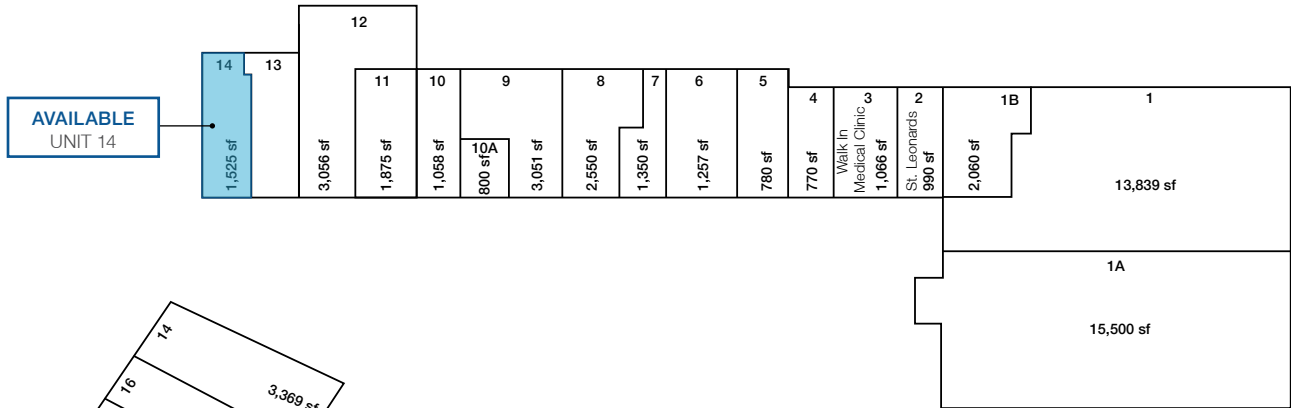 12
14
13
11
10
9
8
7
6
5
4
3
2
1B
1
AVAILABLE
UNIT 14
1,525 sf
3,056 sf
1,875 sf
1,058 sf
10A
800 sf
3,051 sf
2,550 sf
1,350 sf
1,257 sf
780 sf
770 sf
Walk In
Medical Clinic
1,066 sf
St. Leonards
990 sf
2,060 sf
13,839 sf
1A
15,500 sf
14
3,369 sf
16